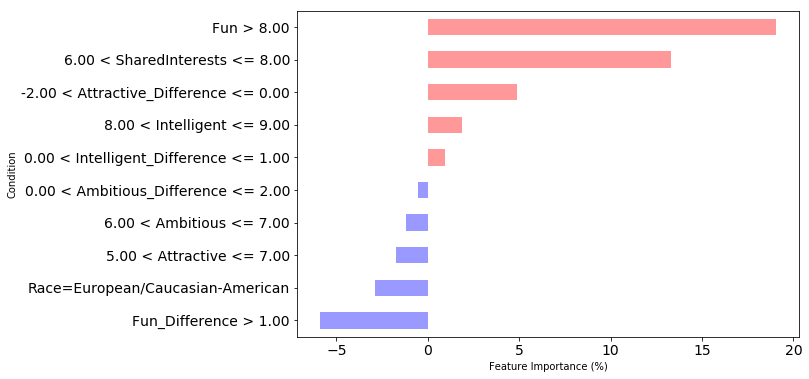 Fun > 8.00
6.00 < SharedInterests <= 8.00
-2.00 < Attractive_Difference <= 0.00
8.00 < Intelligent <= 9.00
0.00 < Intelligent_Difference <= 1.00
0.00 < Ambitious_Difference <= 2.00
6.00 < Ambitious <= 7.00
5.00 < Attractive <= 7.00
Race=European/Caucasian-American
Fun_Difference > 1.00
Condition
−5 0 5 10 15 20
Feature Importance (%)